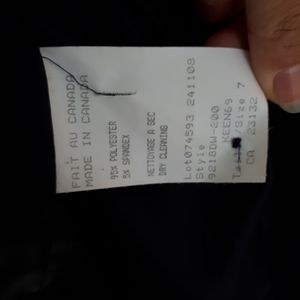 FAIT AU CANADA
MADE IN CANADA
95% POLYESTER
5% SPANDEX
NETTOYAGE A SEC
DRY CLEANING
Lot074593 241108
Style
9218DW-200
KEEN69
/Size 7
CA 23132